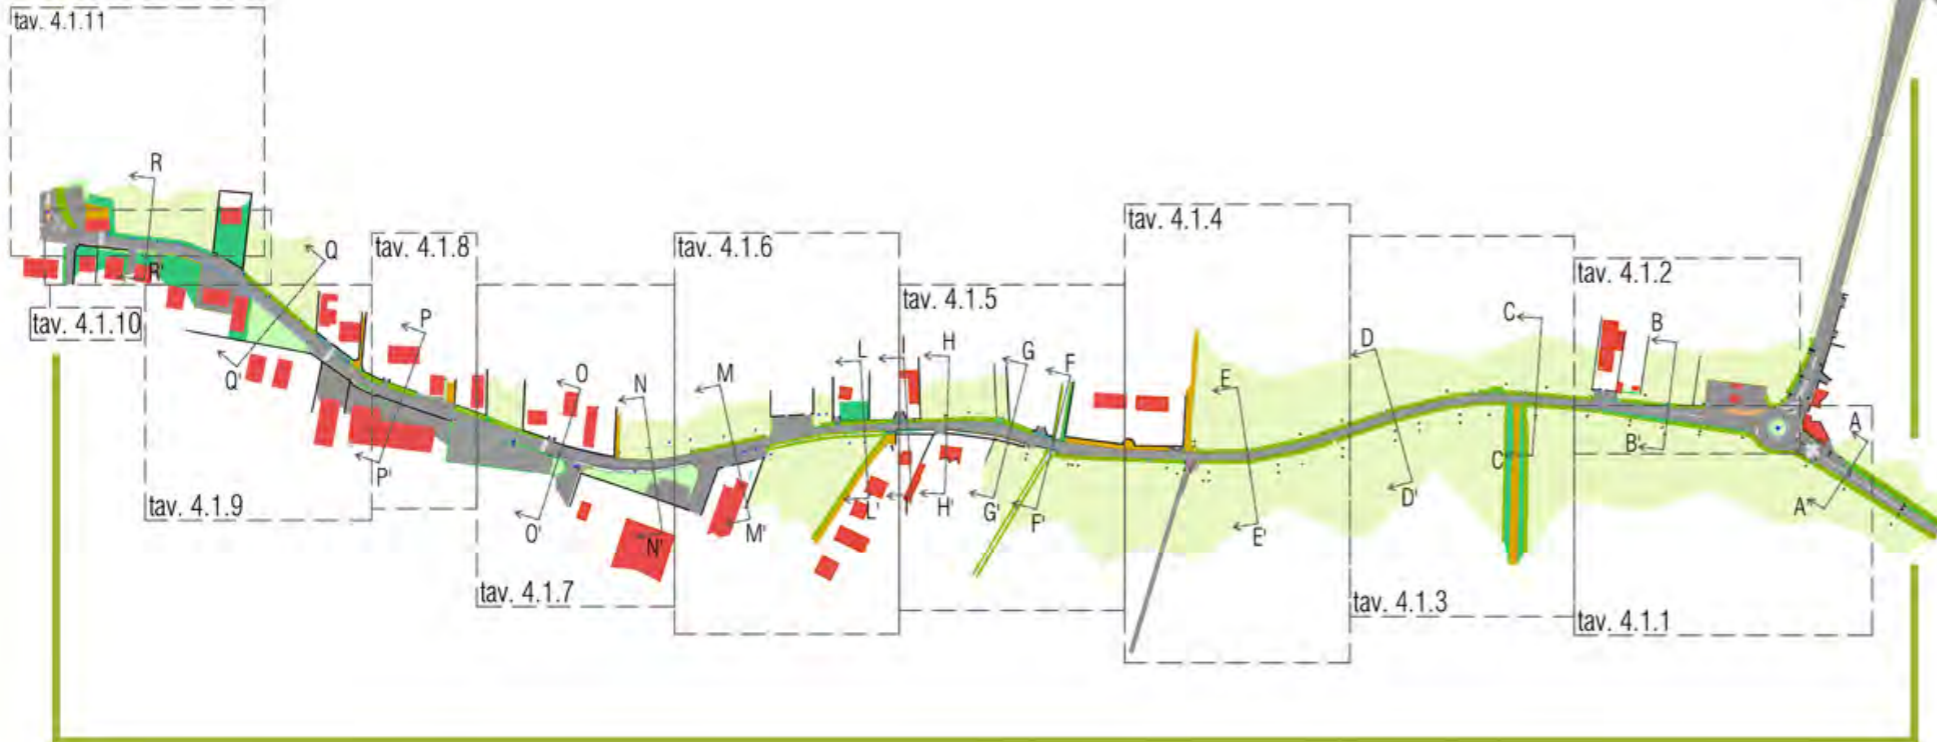 tav. 4.1.11
R
R'
tav. 4.1.10
Q
Q'
tav. 4.1.9
tav. 4.1.8
P
P'
O
O'
N
N'
tav. 4.1.7
tav. 4.1.6
M
M'
L
L'
tav. 4.1.5
H
H'
G
G'
F
F'
tav. 4.1.4
E
E'
D
D'
tav. 4.1.3
C
C'
tav. 4.1.2
B
B'
A
A'
tav. 4.1.1